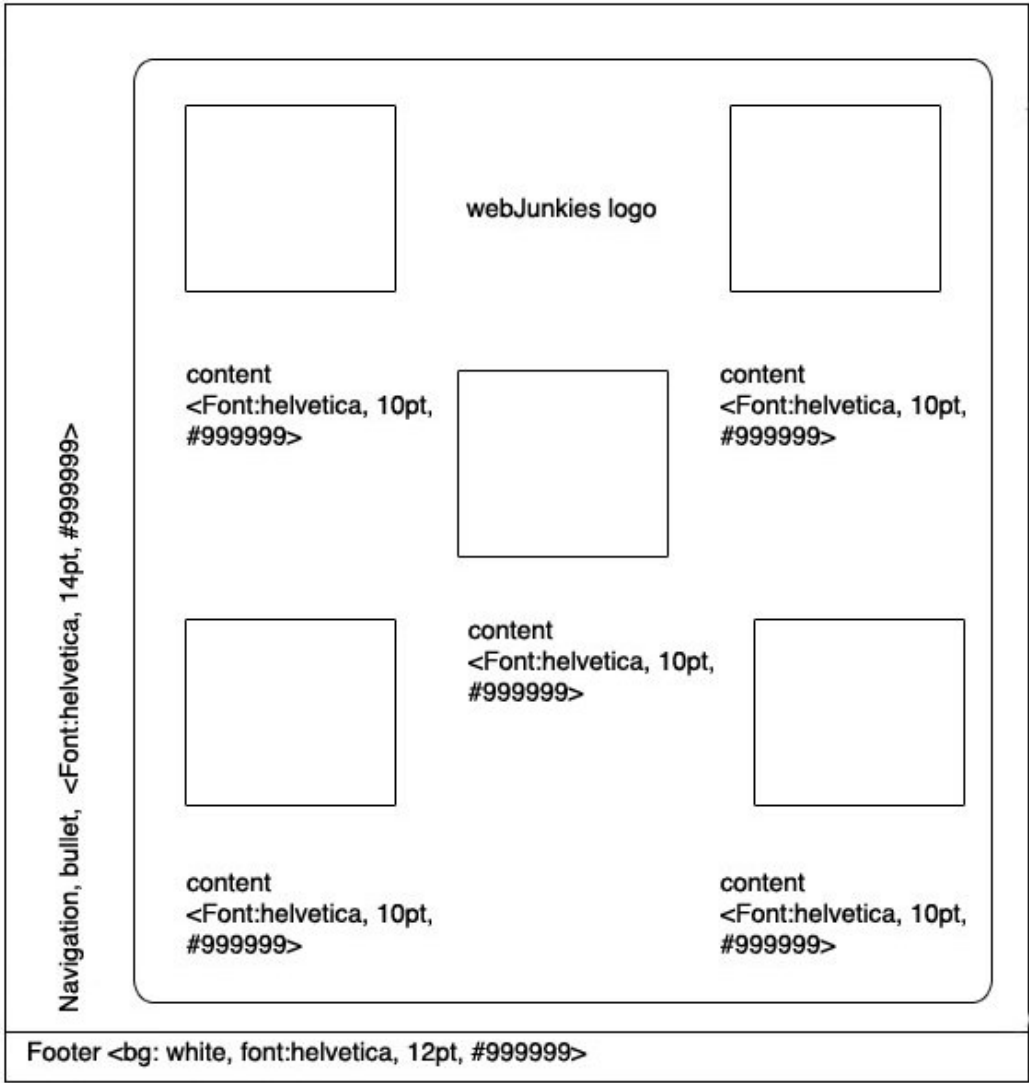 webJunkies logo
content
<Font:helvetica, 10pt,
#999999>
content
<Font:helvetica, 10pt,
#999999>
content
<Font:helvetica, 10pt,
#999999>
content
<Font:helvetica, 10pt,
#999999>
content
<Font:helvetica, 10pt,
#999999>
Navigation, bullet,  <Font:helvetica, 14pt, #999999>
Footer <bg: white, font:helvetica, 12pt, #999999>